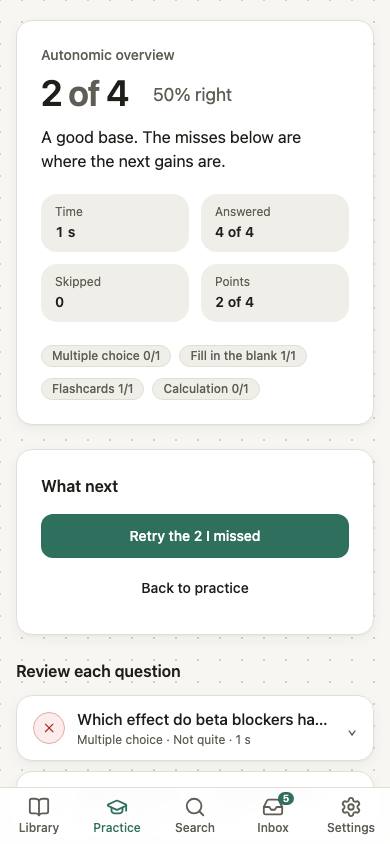 Autonomic overview
2 of 4 50% right
A good base. The misses below are
where the next gains are.
Time Answered
1 s 4 of 4
Skipped Points
0 2 of 4
Multiple choice 0/1 Fill in the blank 1/1
Flashcards 1/1 Calculation 0/1
What next
Retry the 2 I missed
Back to practice
Review each question
Which effect do beta blockers ha...
Multiple choice · Not quite · 1 s
5
Library Practice Search Inbox Settings